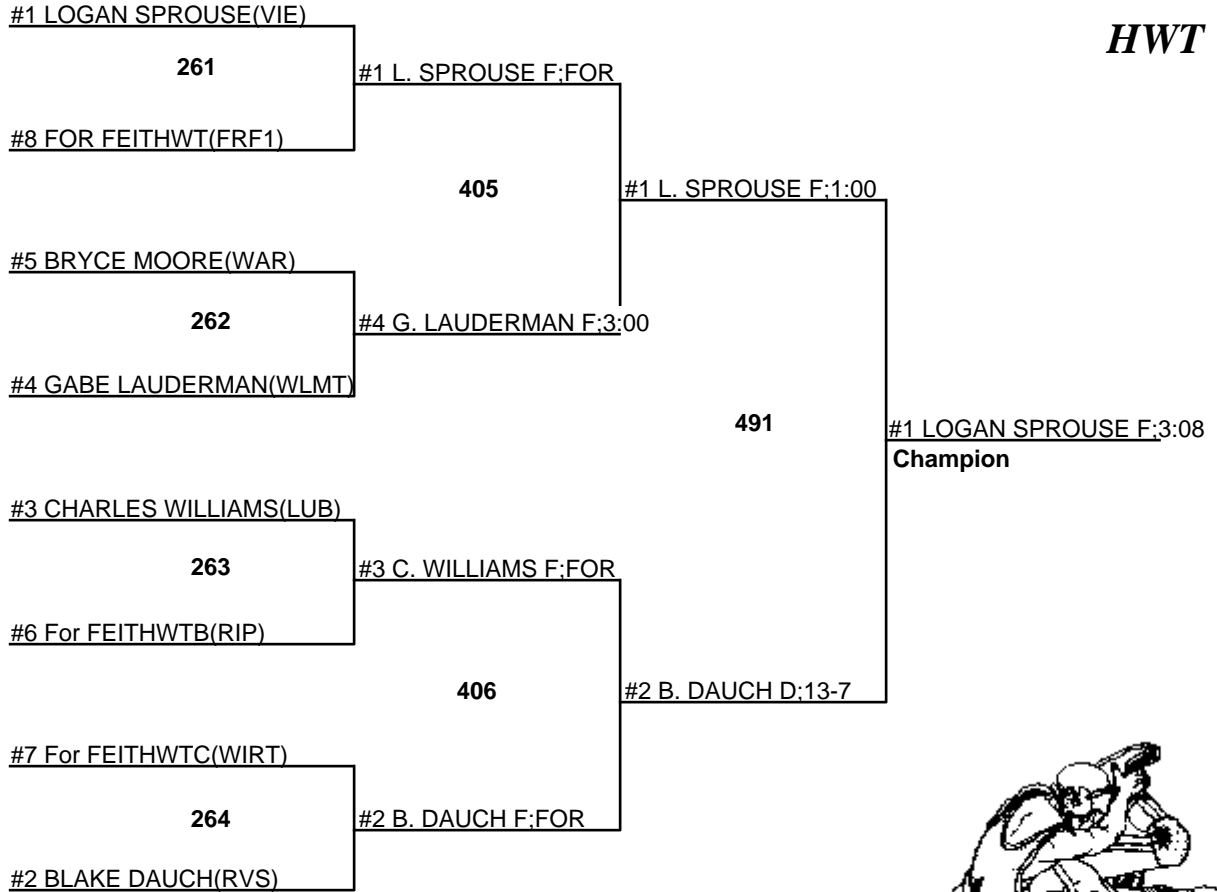 #1 LOGAN SPROUSE(VIE)
HWT
261
#1 L. SPROUSE F;FOR
#8 FOR FEITHWT(FRF1)
405
#1 L. SPROUSE F;1:00
#5 BRYCE MOORE(WAR)
262
#4 G. LAUDERMAN F;3:00
#4 GABE LAUDERMAN(WLMT)
491
#1 LOGAN SPROUSE F;3:08
Champion
#3 CHARLES WILLIAMS(LUB)
263
#3 C. WILLIAMS F;FOR
#6 For FEITHWTB(RIP)
406
#2 B. DAUCH D;13-7
#7 For FEITHWTC(WIRT)
264
#2 B. DAUCH F;FOR
#2 BLAKE DAUCH(RVS)